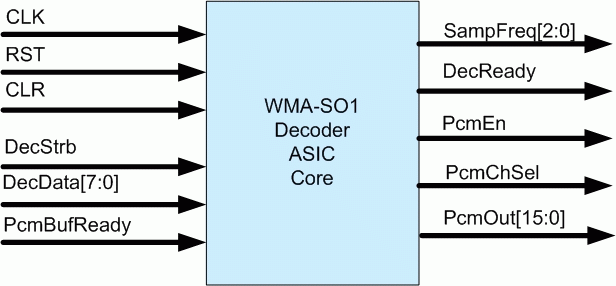 CLK
RST
CLR
DecStrb
DecData[7:0]
PcmBufReady
WMA-SO1
Decoder
ASIC
Core
SampFreq[2:0]
DecReady
PcmEn
PcmChSel
PcmOut[15:0]